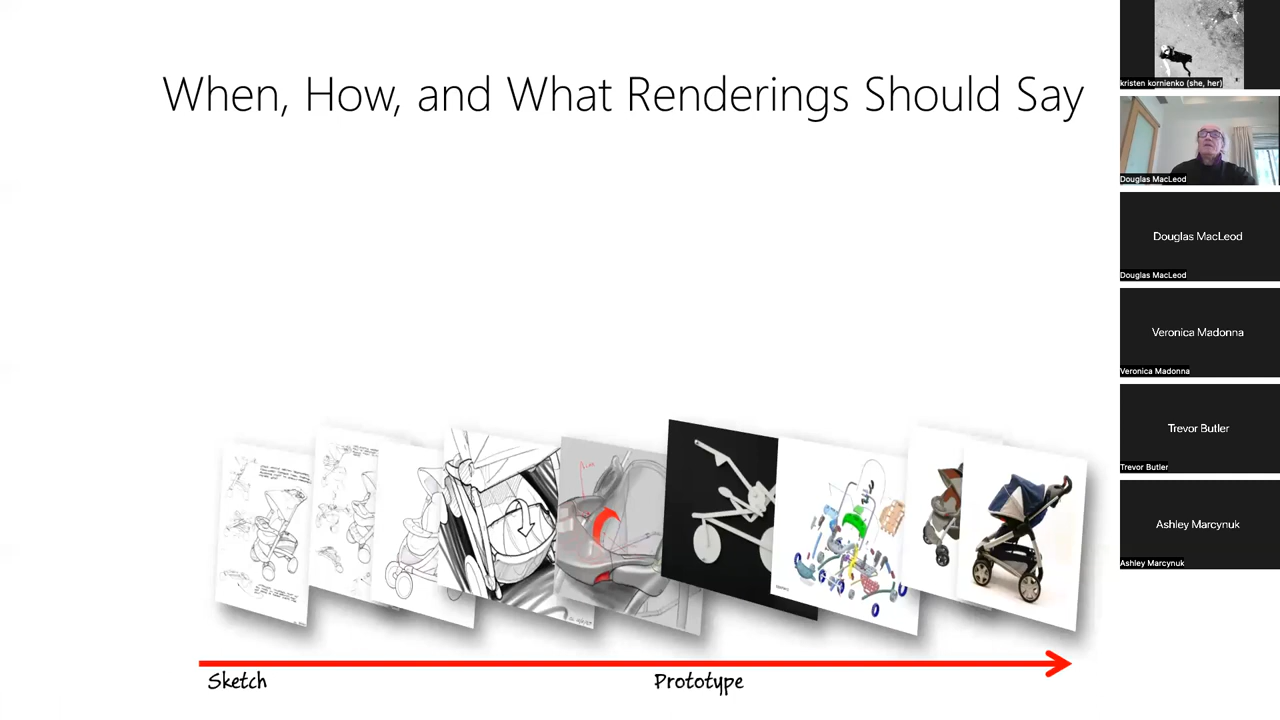 When, How, and What Renderings Should Say
Sketch
Prototype
kristen kornienko (she, her)
Douglas MacLeod
Douglas MacLeod
Douglas MacLeod
Veronica Madonna
Veronica Madonna
Trevor Butler
Trevor Butler
Ashley Marcynuk
Ashley Marcynuk